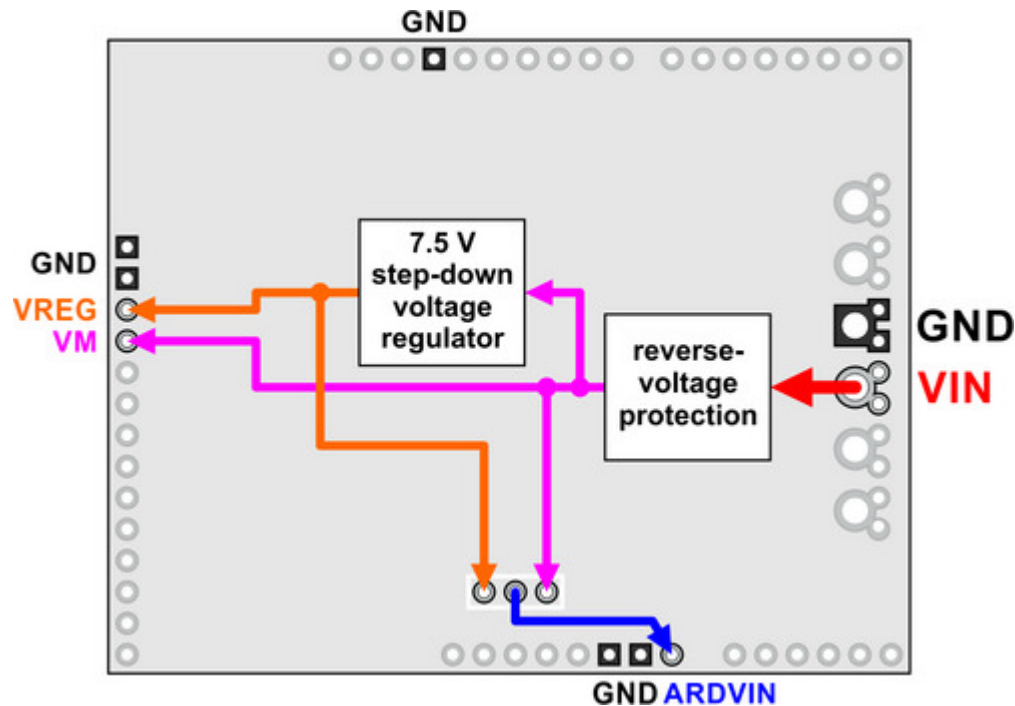 GND
7.5 V
step-down
voltage
regulator
GND
VREG
VM
reverse-
voltage
protection
GND
VIN
GND ARDVIN